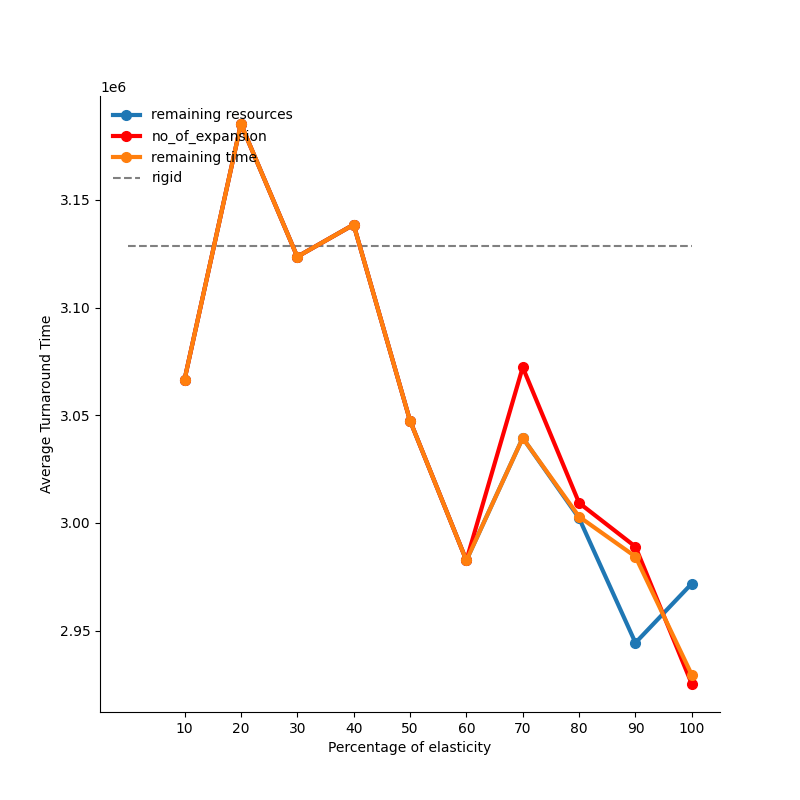 1e6
remaining resources
no_of_expansion
remaining time
rigid
3.15
3.10
3.05
3.00
2.95
Average Turnaround Time
10 20 30 40 50 60 70 80 90 100
Percentage of elasticity